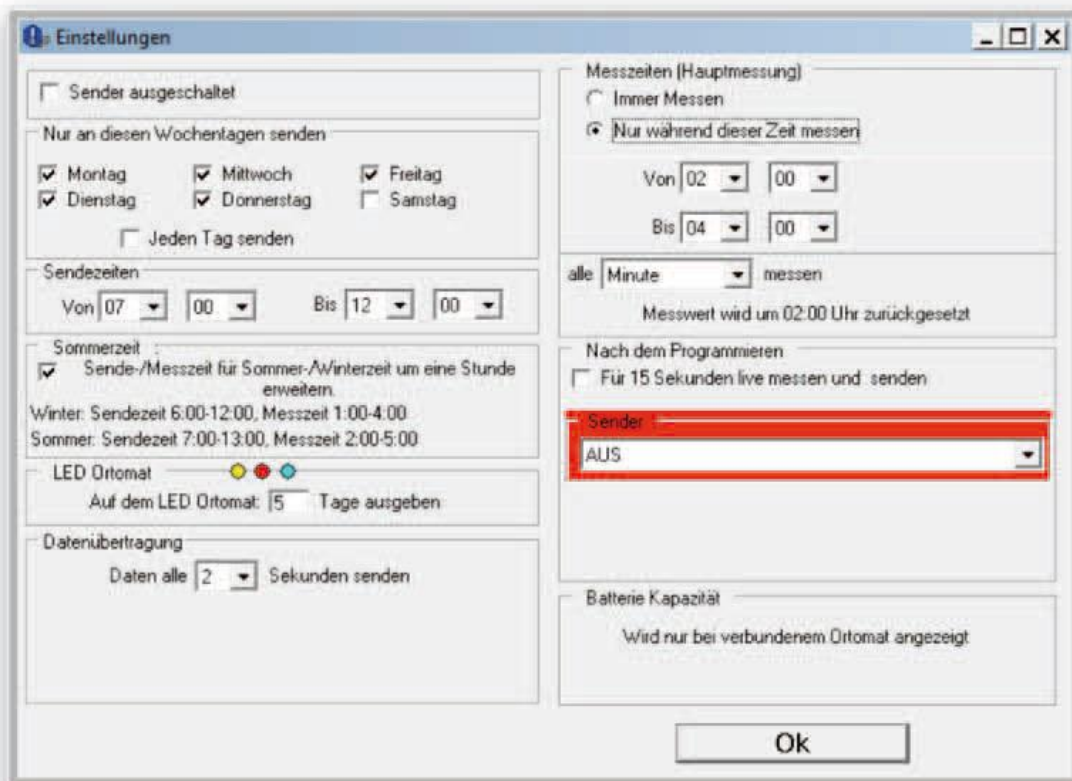 Einstellungen
Sender ausgeschaltet
Nur an diesen Wochentagen senden
Montag Mittwoch Freitag
Dienstag Donnerstag Samstag
Jeden Tag senden
Sendezeiten
Von 07 00 Bis 12 00
Sommerzeit :
Sende-/Messzeit für Sommer-/Winterzeit um eine Stunde
erweitern.
Winter: Sendezeit 6:00-12:00, Messzeit 1:00-4:00
Sommer: Sendezeit 7:00-13:00, Messzeit 2:00-5:00
LED Ortomat
Auf dem LED Ortomat: 5 Tage ausgeben
Datenübertragung
Daten alle 2 Sekunden senden
Messzeiten (Hauptmessung)
Immer Messen
Nur während dieser Zeit messen
Von 02 00
Bis 04 00
alle Minute messen
Messwert wird um 02:00 Uhr zurückgesetzt
Nach dem Programmieren
Für 15 Sekunden live messen und senden
Sender :
AUS
Batterie Kapazität
Wird nur bei verbundenem Ortomat angezeigt
Ok